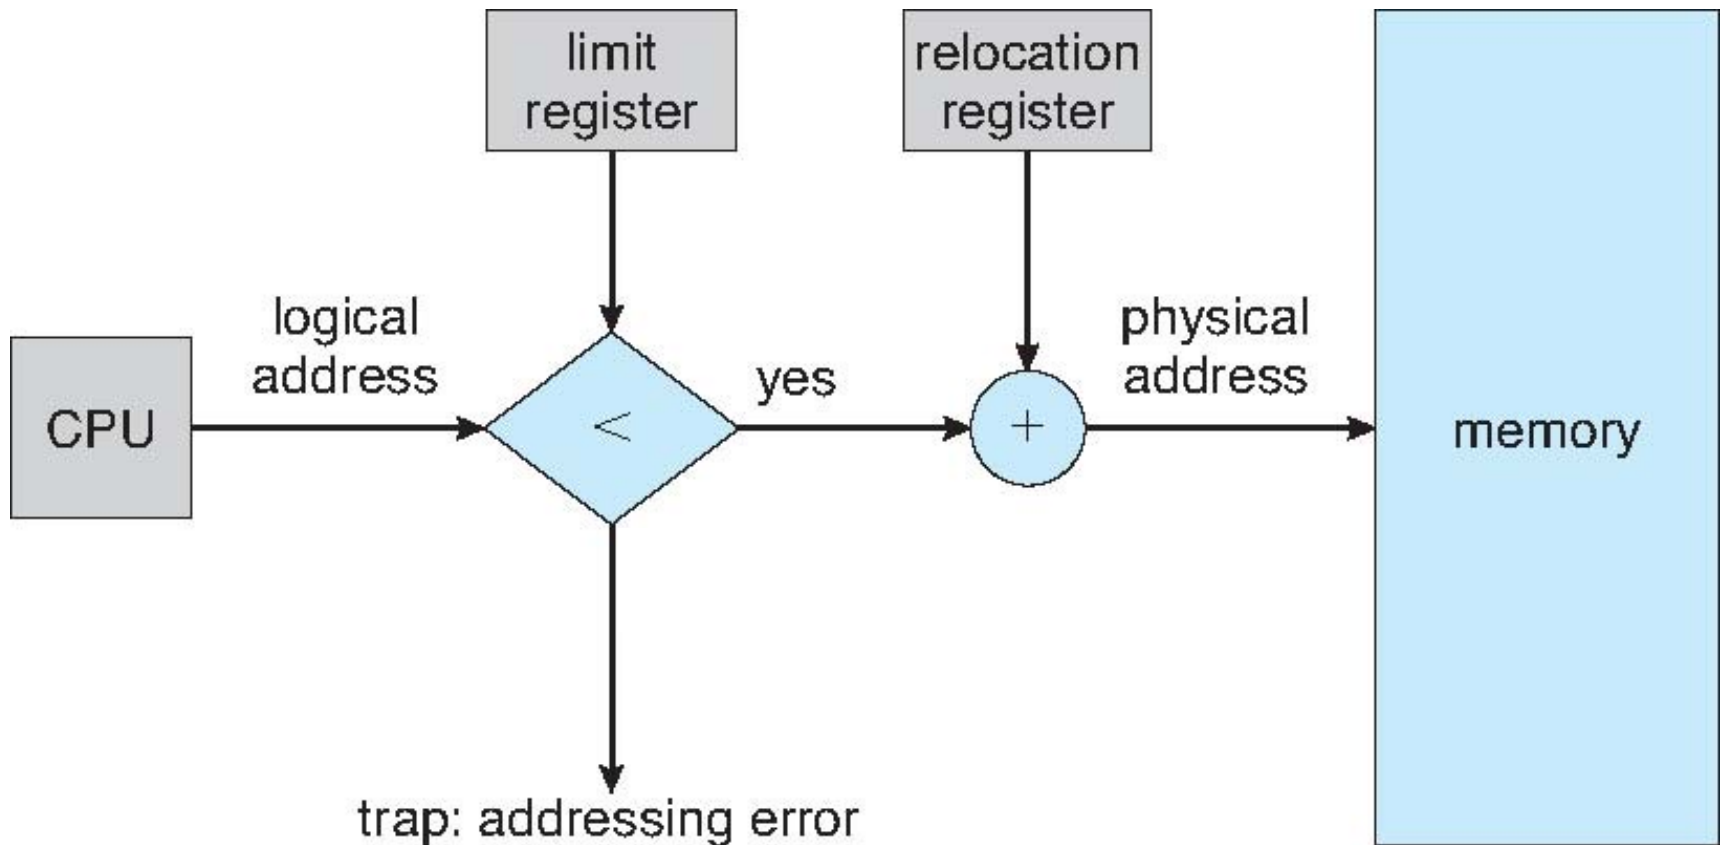 limit
register
relocation
register
logical
address
physical
address
yes
CPU
<
+
memory
trap: addressing error